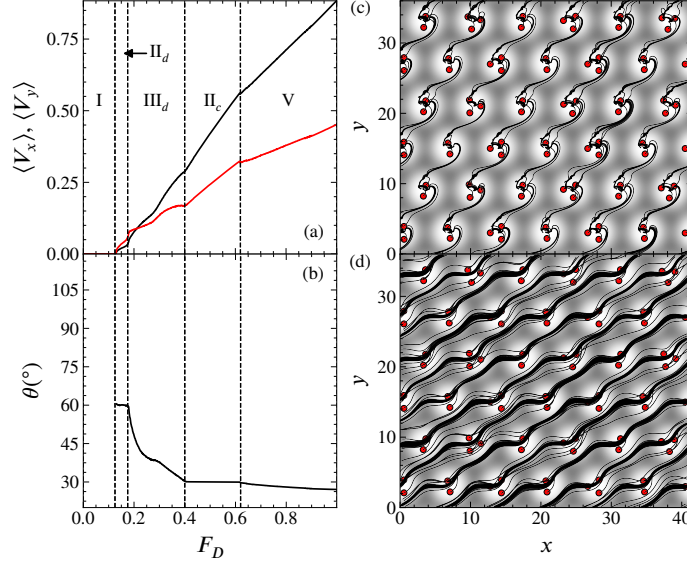 0.75
0.50
0.25
0.00
⟨V_x⟩, ⟨V_y⟩
I
II_d
III_d
II_c
V
(a)
(b)
105
90
75
60
45
30
θ(°)
0.0 0.2 0.4 0.6 0.8
F_D
(c)
30
20
10
0
y
(d)
30
20
10
0
y
0 10 20 30 40
x